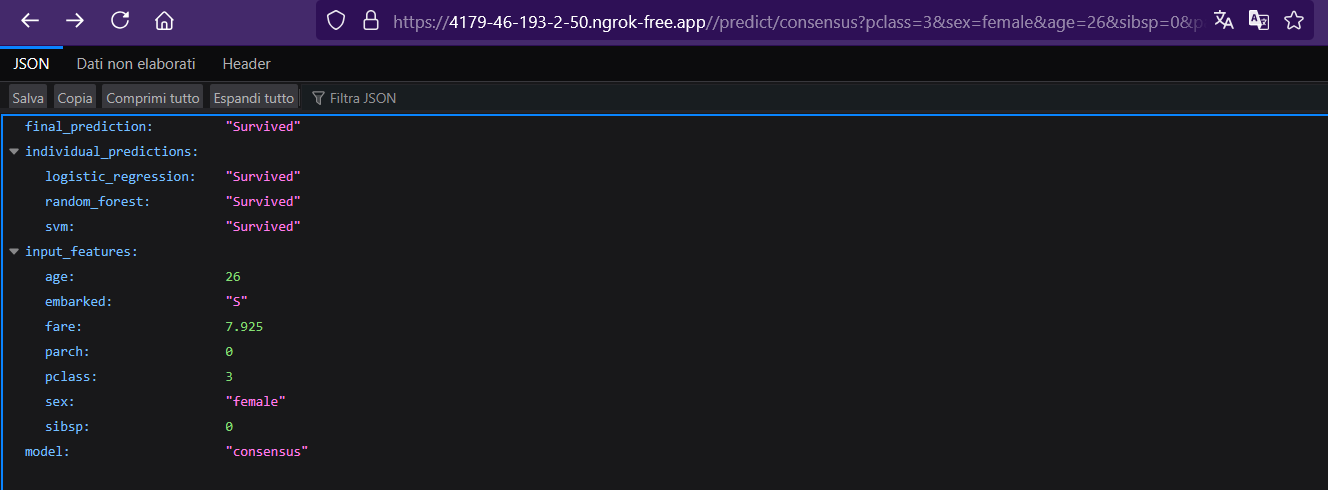 https://4179-46-193-2-50.ngrok-free.app//predict/consensus?pclass=3&sex=female&age=26&sibsp=0&p
JSON Dati non elaborati Header
Salva Copia Comprimi tutto Espandi tutto Filtra JSON
final_prediction: "Survived"
individual_predictions:
logistic_regression: "Survived"
random_forest: "Survived"
svm: "Survived"
input_features:
age: 26
embarked: "S"
fare: 7.925
parch: 0
pclass: 3
sex: "female"
sibsp: 0
model: "consensus"